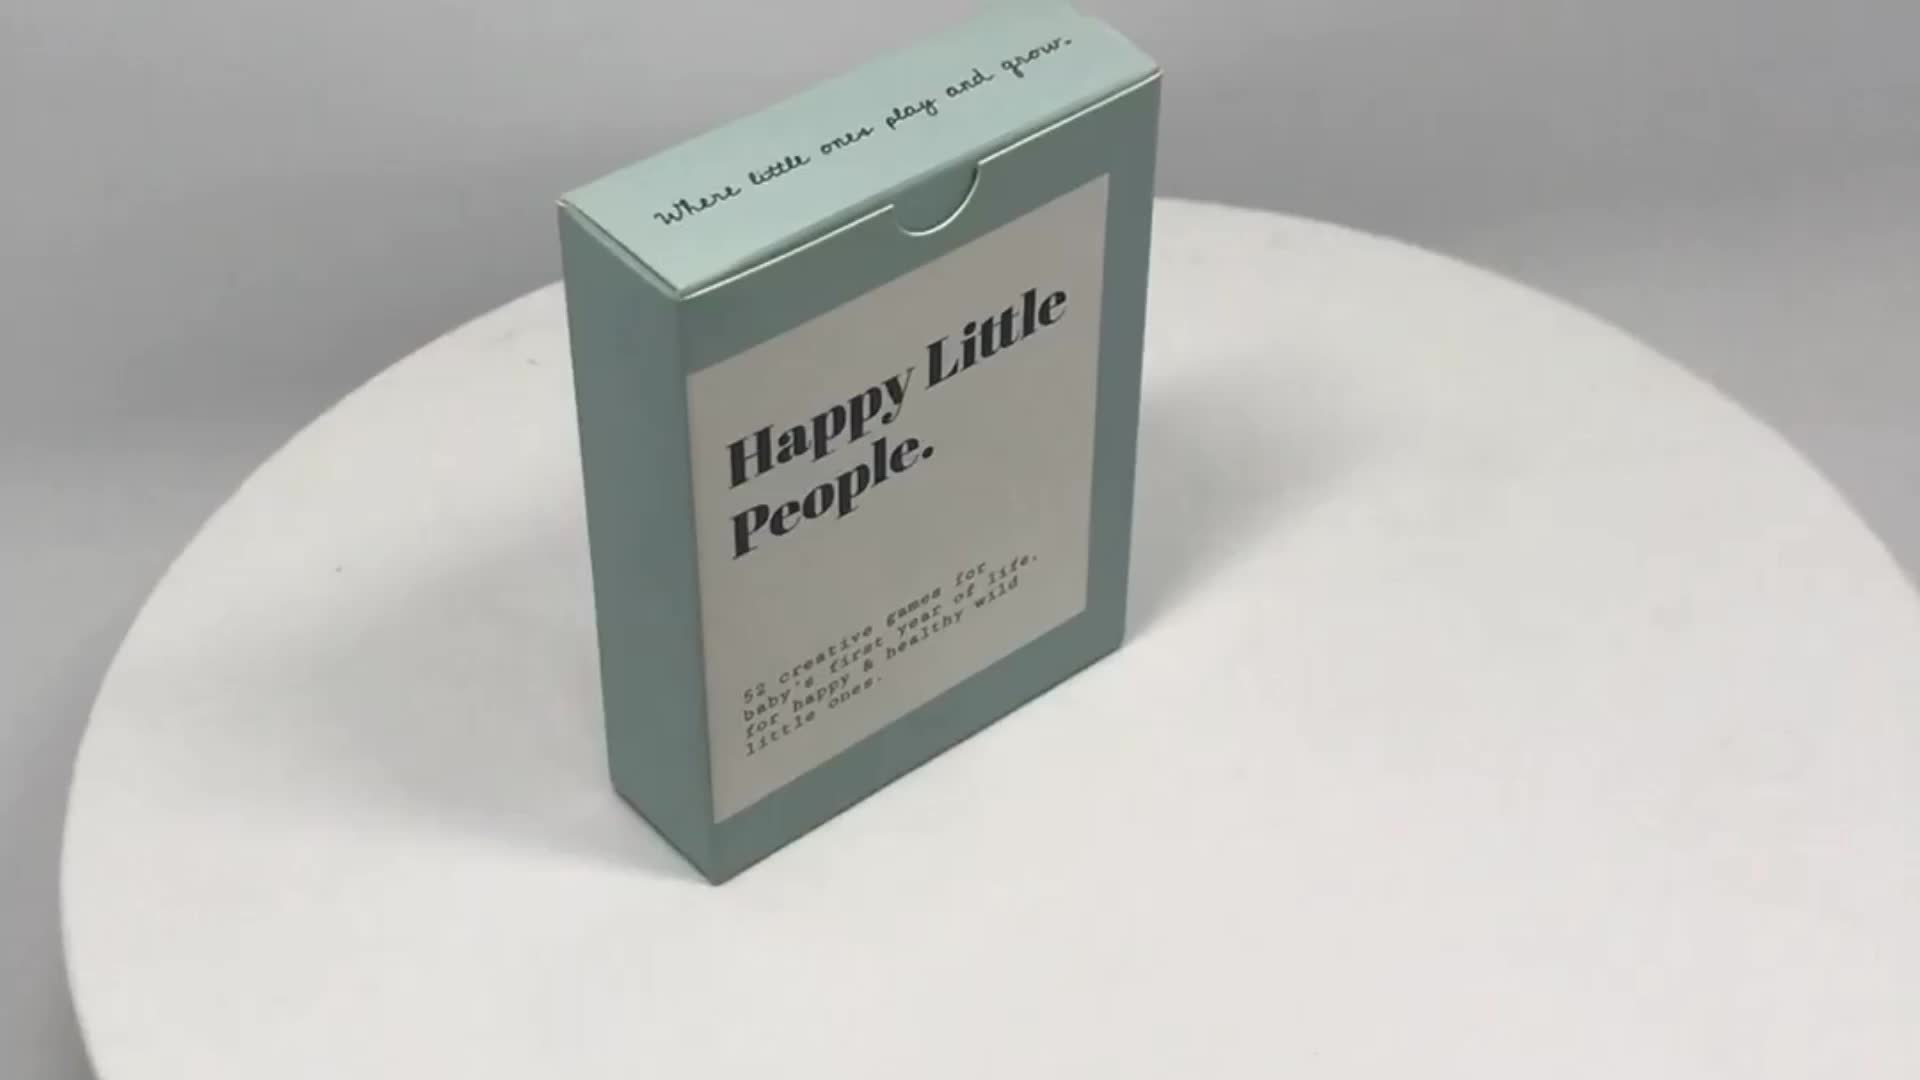 Where little ones play and grow.
Happy Little
People.
52 creative games for
baby's first year of life.
for happy & healthy wild
little ones.